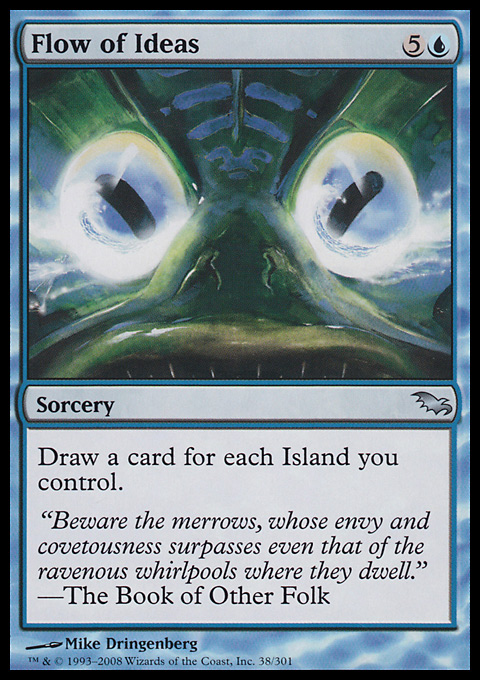 Flow of Ideas 5
Sorcery
Draw a card for each Island you
control.
“Beware the merrows, whose envy and
covetousness surpasses even that of the
ravenous whirlpools where they dwell.”
—The Book of Other Folk
Mike Dringenberg
™ & © 1993–2008 Wizards of the Coast, Inc. 38/301